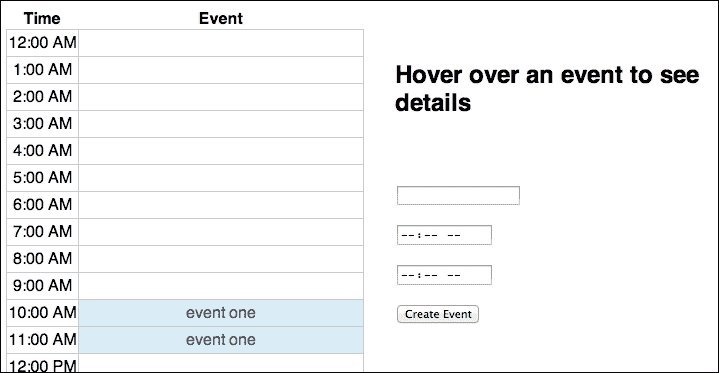 Time Event
12:00 AM
1:00 AM
2:00 AM
3:00 AM
4:00 AM
5:00 AM
6:00 AM
7:00 AM
8:00 AM
9:00 AM
10:00 AM event one
11:00 AM event one
12:00 PM
Hover over an event to see
details
--:-- --
--:-- --
Create Event